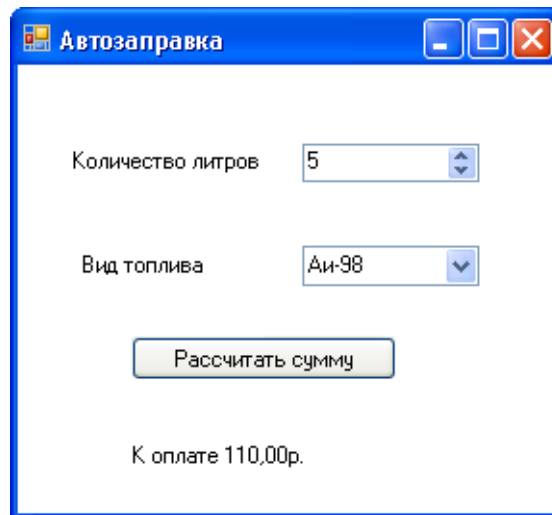 Автозаправка
Количество литров 5
Вид топлива Аи-98
Рассчитать сумму
К оплате 110,00р.